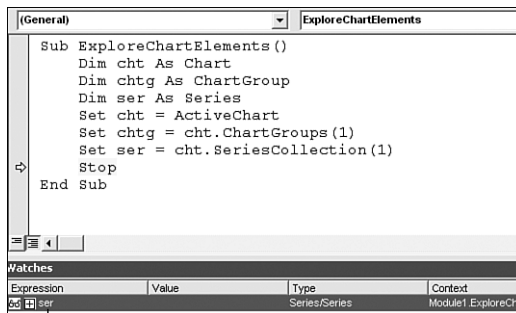 (General) ExploreChartElements
Sub ExploreChartElements()
Dim cht As Chart
Dim chtg As ChartGroup
Dim ser As Series
Set cht = ActiveChart
Set chtg = cht.ChartGroups(1)
Set ser = cht.SeriesCollection(1)
Stop
End Sub
Watches
Expression Value Type Context
ser Series/Series Module1.ExploreCh